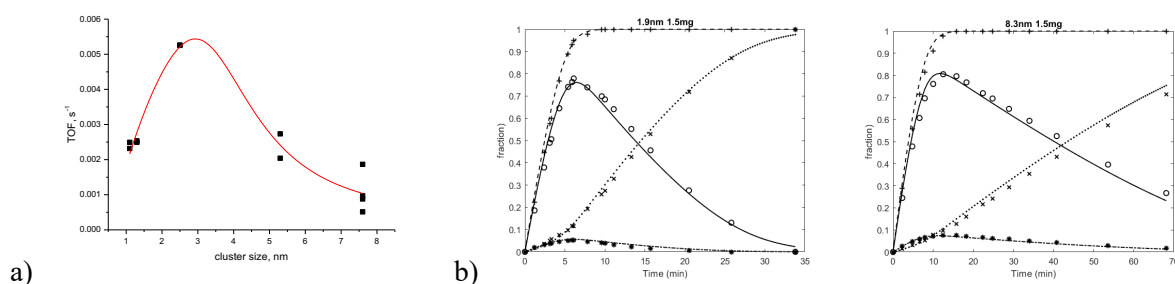 a)
TOF, s⁻¹
0.006
0.005
0.004
0.003
0.002
0.001
0.000
1 2 3 4 5 6 7 8
cluster size, nm
b)
1.9nm 1.5mg
fraction
1
0.9
0.8
0.7
0.6
0.5
0.4
0.3
0.2
0.1
0
0 5 10 15 20 25 30 35
Time (min)
8.3nm 1.5mg
fraction
1
0.9
0.8
0.7
0.6
0.5
0.4
0.3
0.2
0.1
0
0 10 20 30 40 50 60 70
Time (min)